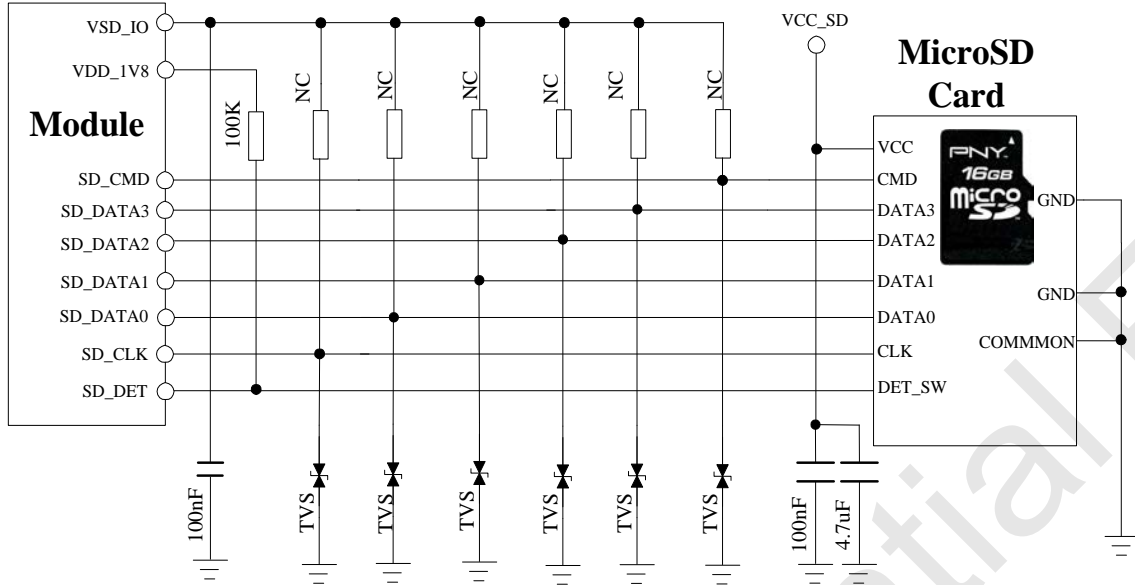 VSD_IO
VDD_1V8
Module
SD_CMD
SD_DATA3
SD_DATA2
SD_DATA1
SD_DATA0
SD_CLK
SD_DET
100K
NC
NC
NC
NC
NC
NC
100nF
TVS
TVS
TVS
TVS
TVS
TVS
VCC_SD
100nF
4.7uF
MicroSD
Card
VCC
CMD
DATA3
DATA2
DATA1
DATA0
CLK
DET_SW
PNY
16GB
micro
SD
GND
GND
COMMMON
ntial